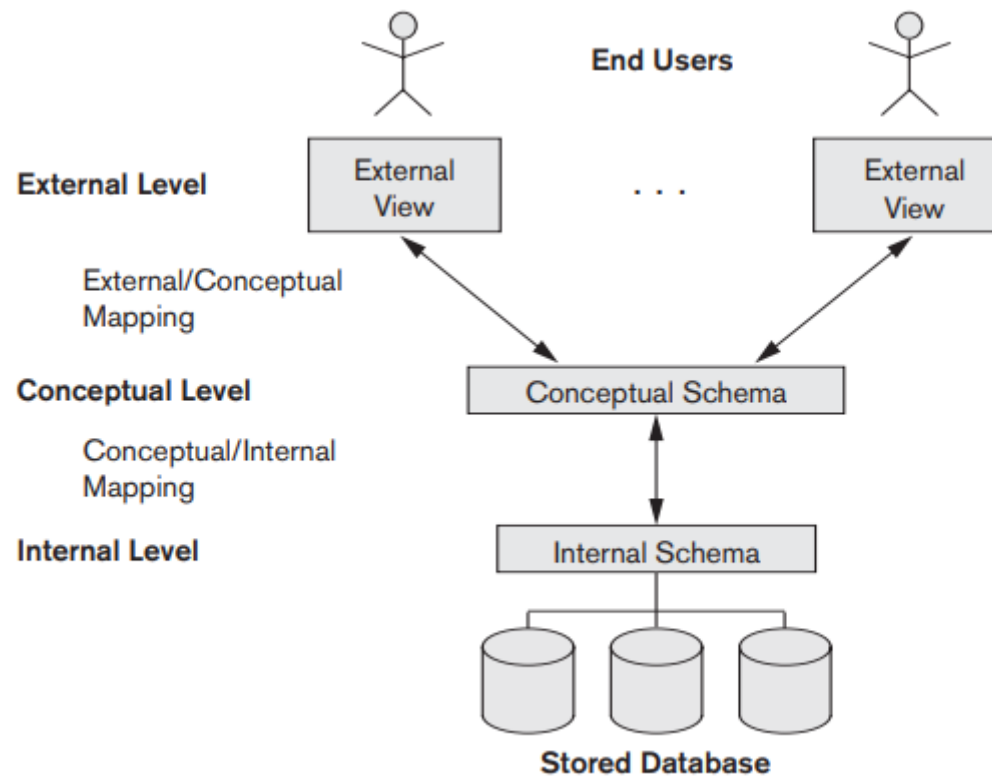 End Users
External Level
External
View
. . .
External
View
External/Conceptual
Mapping
Conceptual Level
Conceptual Schema
Conceptual/Internal
Mapping
Internal Level
Internal Schema
Stored Database